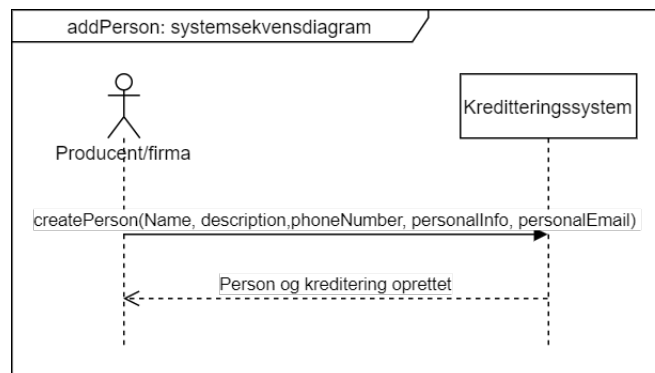 addPerson: systemsekvensdiagram
Kreditteringssystem
Producent/firma
createPerson(Name, description,phoneNumber, personalInfo, personalEmail)
Person og kreditering oprettet